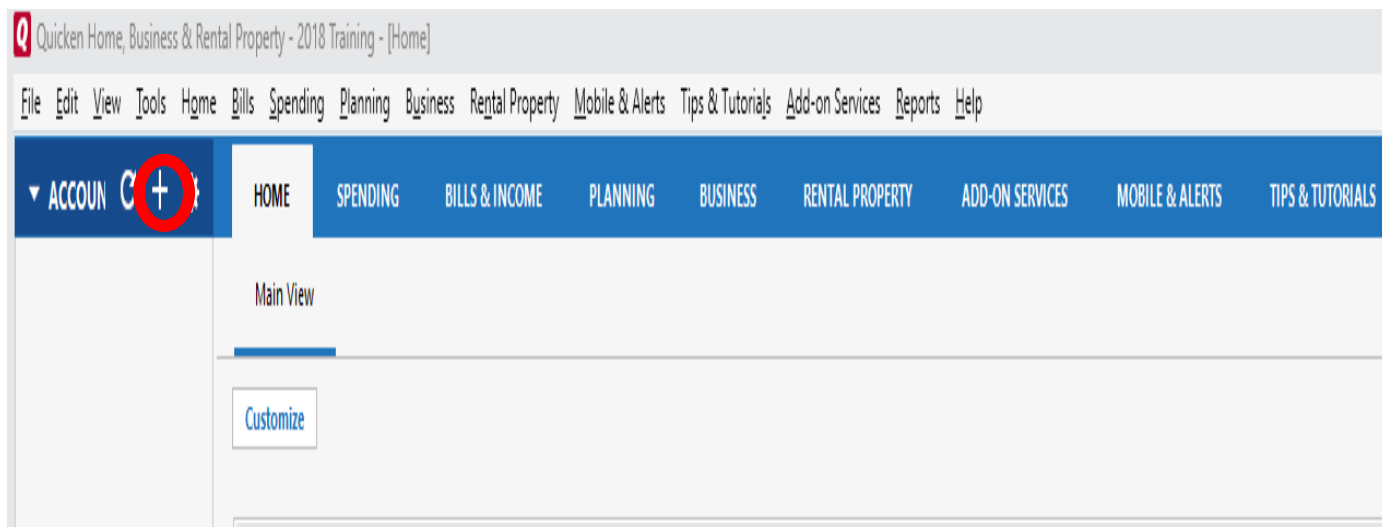 Quicken Home, Business & Rental Property - 2018 Training - [Home]
File Edit View Tools Home Bills Spending Planning Business Rental Property Mobile & Alerts Tips & Tutorials Add-on Services Reports Help
ACCOUN HOME SPENDING BILLS & INCOME PLANNING BUSINESS RENTAL PROPERTY ADD-ON SERVICES MOBILE & ALERTS TIPS & TUTORIALS
Main View
Customize